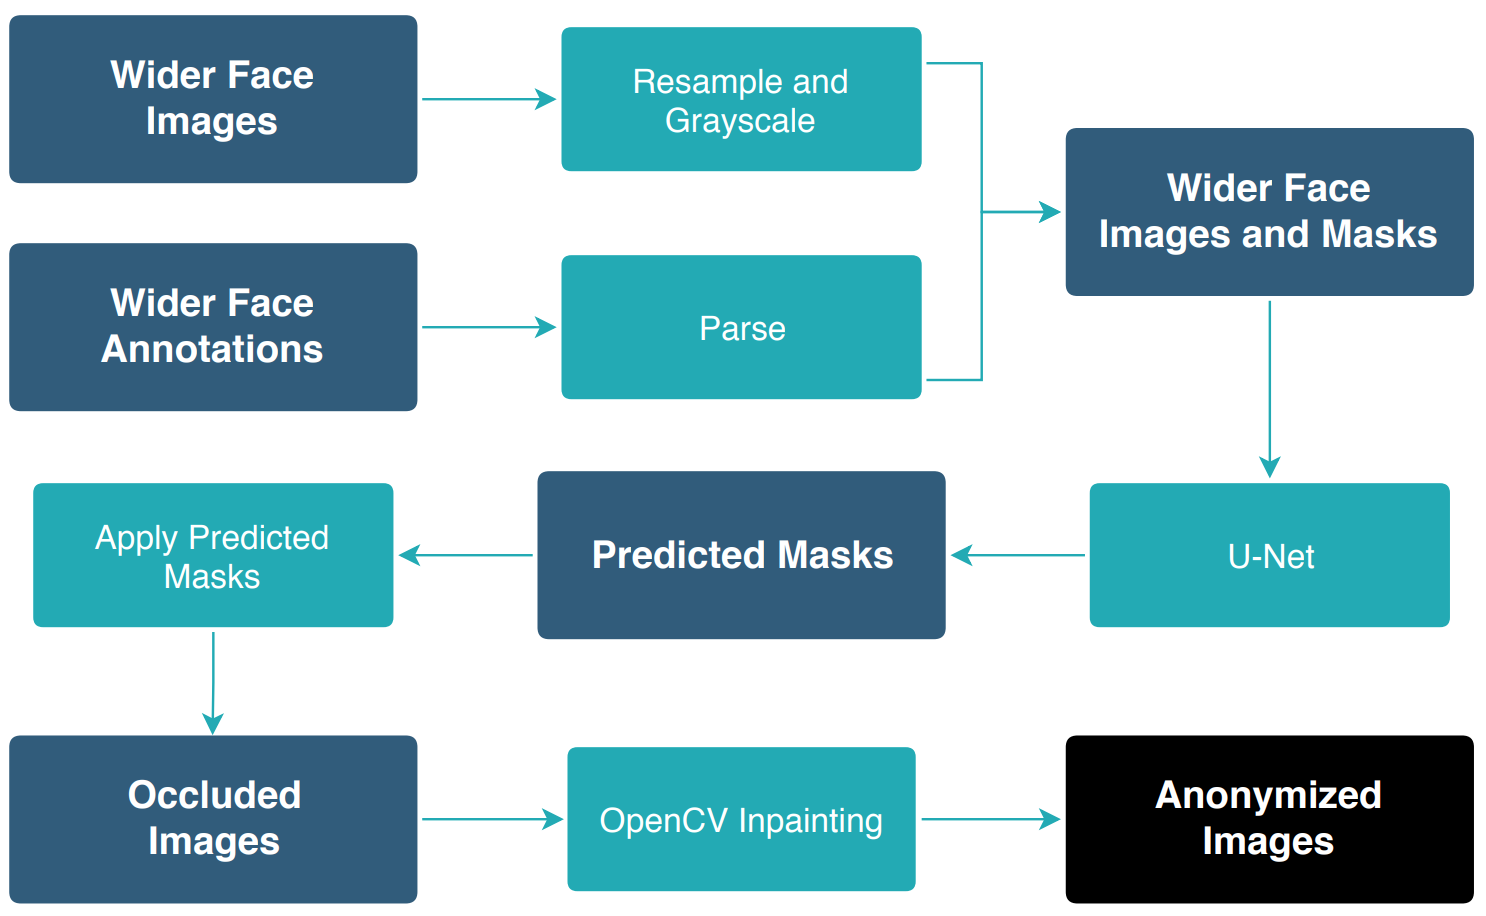 Wider Face
Images
Resample and
Grayscale
Wider Face
Images and Masks
Wider Face
Annotations
Parse
Apply Predicted
Masks
Predicted Masks
U-Net
Occluded
Images
OpenCV Inpainting
Anonymized
Images